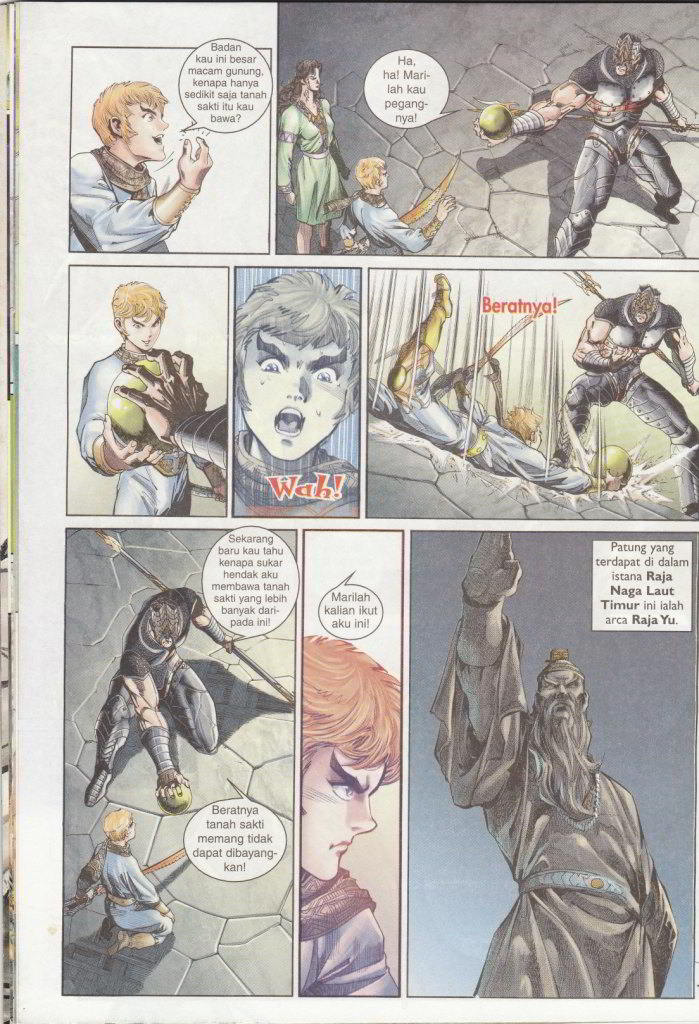 Badan
kau ini besar
macam gunung,
kenapa hanya
sedikit saja tanah
sakti itu kau
bawa?
Ha,
ha! Mari-
lah kau
pegang-
nya!
Wah!
Beratnya!
Sekarang
baru kau tahu
kenapa sukar
hendak aku
membawa tanah
sakti yang lebih
banyak dari-
pada ini!
Beratnya
tanah sakti
memang tidak
dapat dibayang-
kan!
Marilah
kalian ikut
aku ini!
Patung yang
terdapat di dalam
istana Raja
Naga Laut
Timur ini ialah
arca Raja Yu.